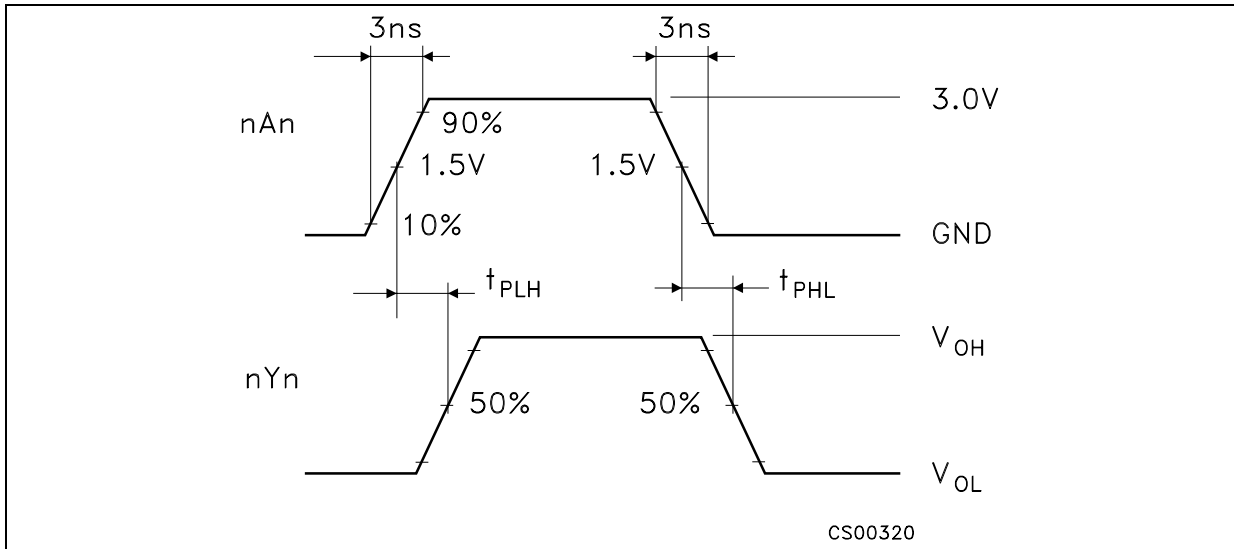 3ns 3ns
nAn
90%
3.0V
1.5V 1.5V
10%
GND
tPLH tPHL
nYn
VOH
50% 50%
VOL
CS00320